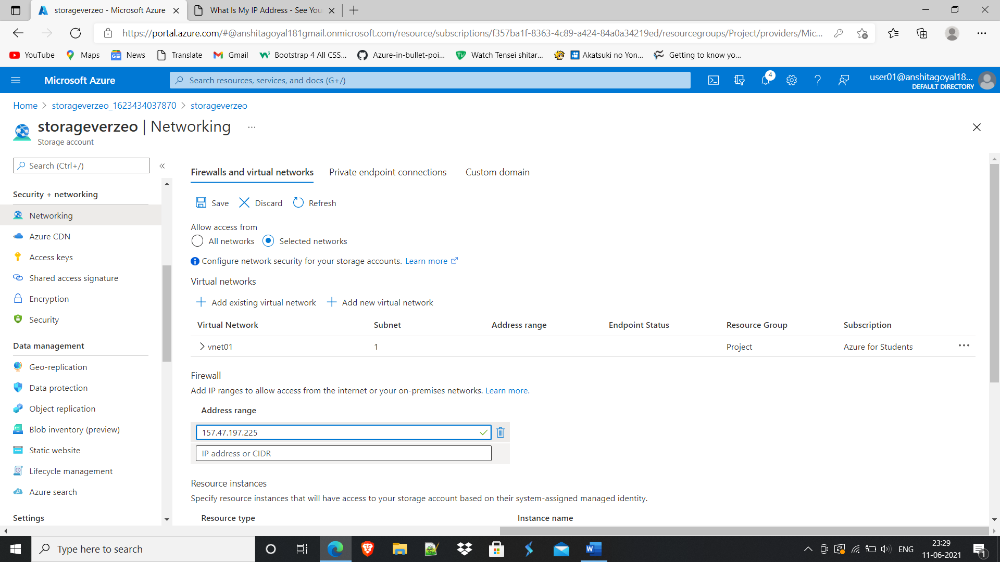 storageverzeo - Microsoft Azure
What Is My IP Address - See You
https://portal.azure.com/#@anshitagoyal181gmail.onmicrosoft.com/resource/subscriptions/f357ba1f-8363-4c89-a424-84a0a34219ed/resourcegroups/Project/providers/Mic...
YouTube Maps News Translate Gmail Bootstrap 4 All CSS... Azure-in-bullet-poi... Watch Tensei shitar... Akatsuki no Yon... Getting to know yo...
Microsoft Azure
Search resources, services, and docs (G+/)
4
user01@anshitagoyal18...
DEFAULT DIRECTORY
Home > storageverzeo_1623434037870 > storageverzeo
storageverzeo | Networking ...
Storage account
Search (Ctrl+/)
Security + networking
Networking
Azure CDN
Access keys
Shared access signature
Encryption
Security
Data management
Geo-replication
Data protection
Object replication
Blob inventory (preview)
Static website
Lifecycle management
Azure search
Settings
Firewalls and virtual networks Private endpoint connections Custom domain
Save Discard Refresh
Allow access from
All networks Selected networks
Configure network security for your storage accounts. Learn more
Virtual networks
Add existing virtual network Add new virtual network
Virtual Network Subnet Address range Endpoint Status Resource Group Subscription
vnet01 1 Project Azure for Students
Firewall
Add IP ranges to allow access from the internet or your on-premises networks. Learn more.
Address range
157.47.197.225
IP address or CIDR
Resource instances
Specify resource instances that will have access to your storage account based on their system-assigned managed identity.
Resource type Instance name
Type here to search
ENG
23:29
11-06-2021
1